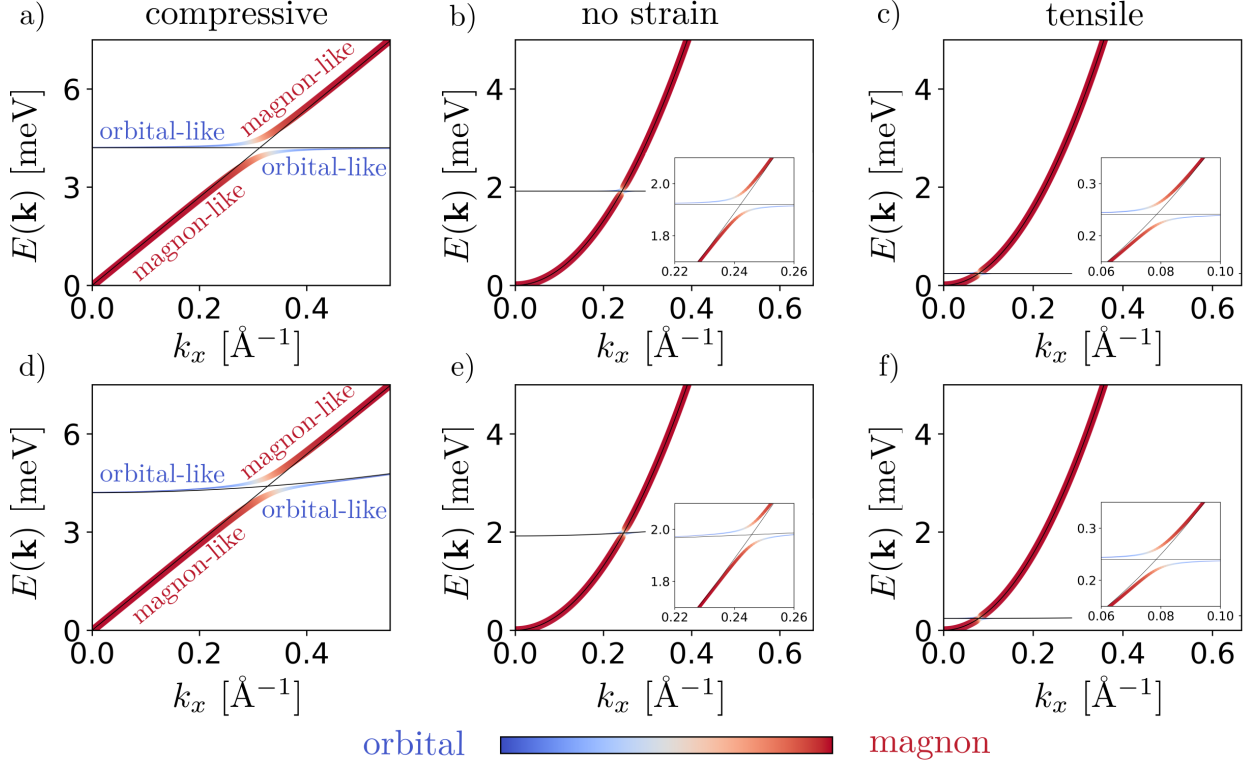 a) compressive
E(k) [meV]
6
3
0
0.0 0.2 0.4
k_x [Å⁻¹]
orbital-like
magnon-like
orbital-like
magnon-like
b) no strain
E(k) [meV]
4
2
0
0.0 0.2 0.4 0.6
k_x [Å⁻¹]
2.0
1.8
0.22 0.24 0.26
c) tensile
E(k) [meV]
4
2
0
0.0 0.2 0.4 0.6
k_x [Å⁻¹]
0.3
0.2
0.06 0.08 0.10
d)
E(k) [meV]
6
3
0
0.0 0.2 0.4
k_x [Å⁻¹]
orbital-like
magnon-like
orbital-like
magnon-like
e)
E(k) [meV]
4
2
0
0.0 0.2 0.4 0.6
k_x [Å⁻¹]
2.0
1.8
0.22 0.24 0.26
f)
E(k) [meV]
4
2
0
0.0 0.2 0.4 0.6
k_x [Å⁻¹]
0.3
0.2
0.06 0.08 0.10
orbital magnon